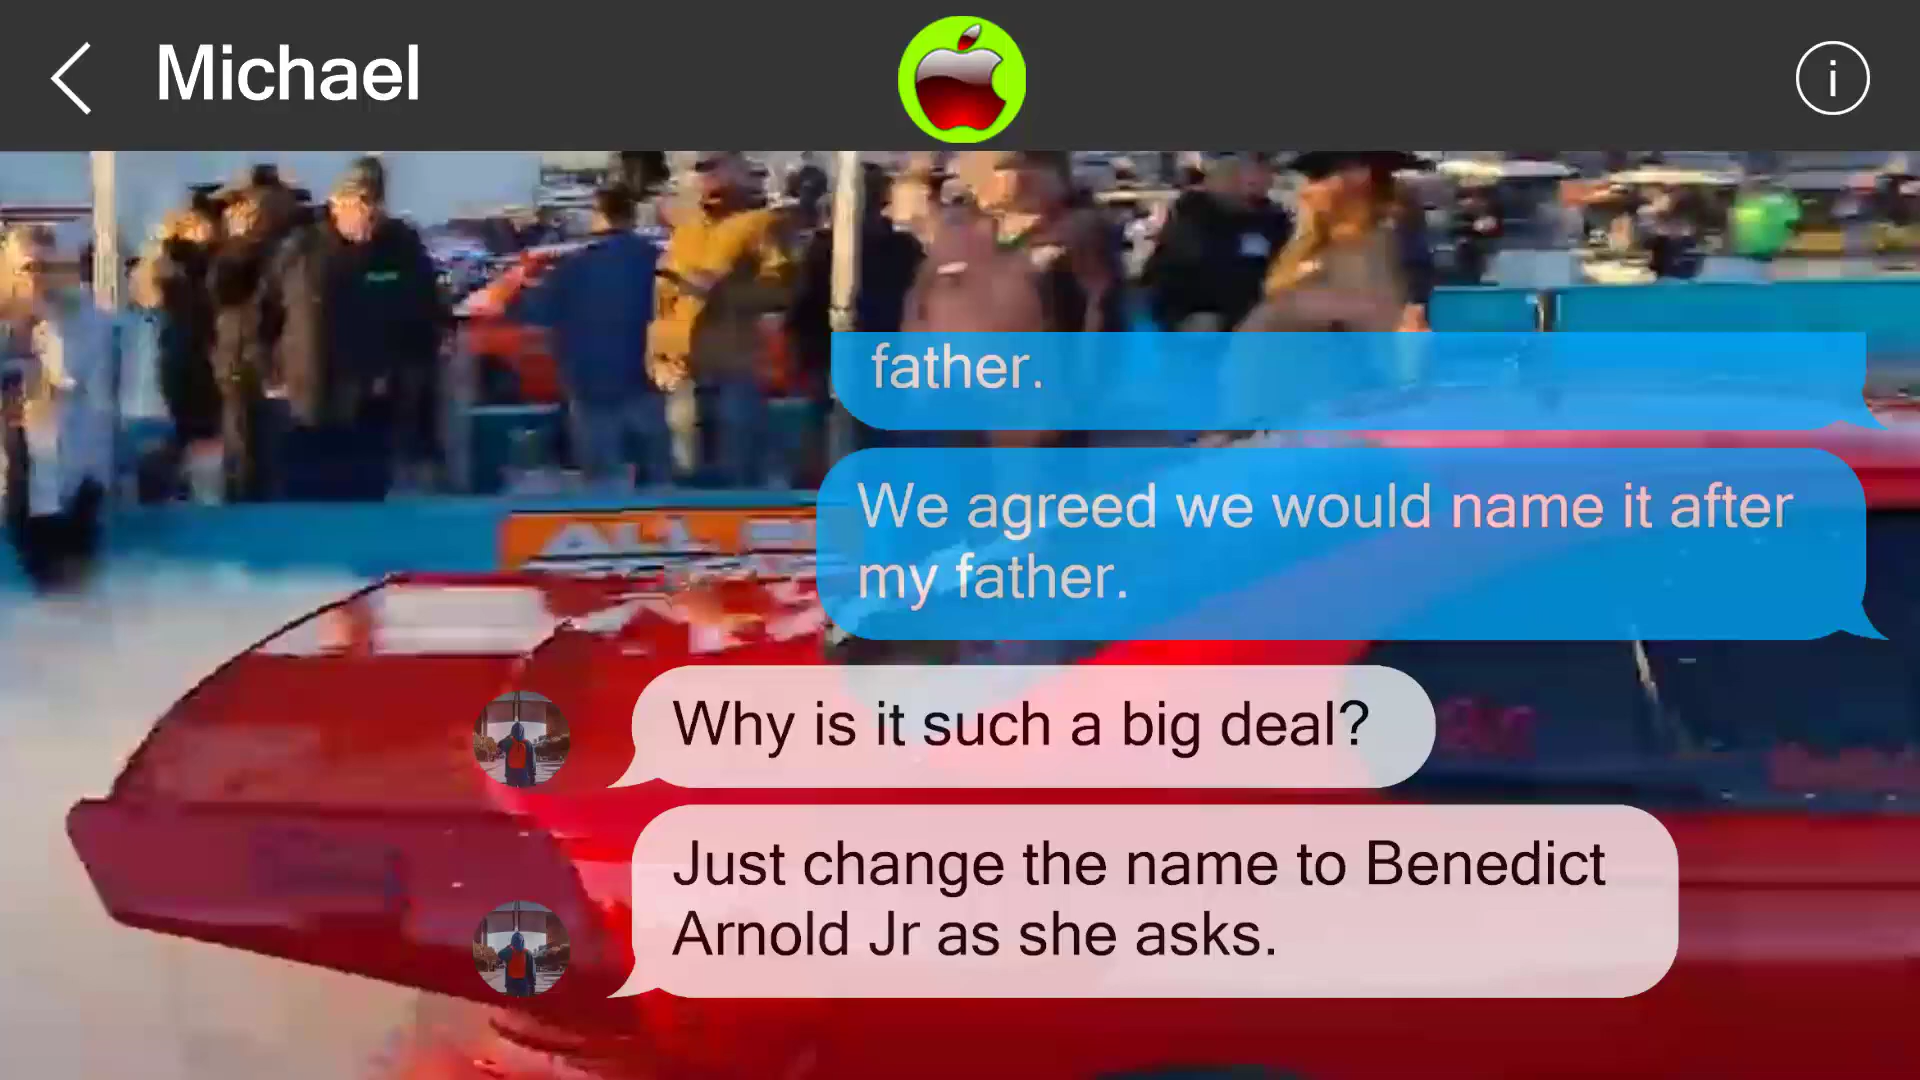 Michael
i
father.
We agreed we would name it after
my father.
ALL
Why is it such a big deal?
Just change the name to Benedict
Arnold Jr as she asks.